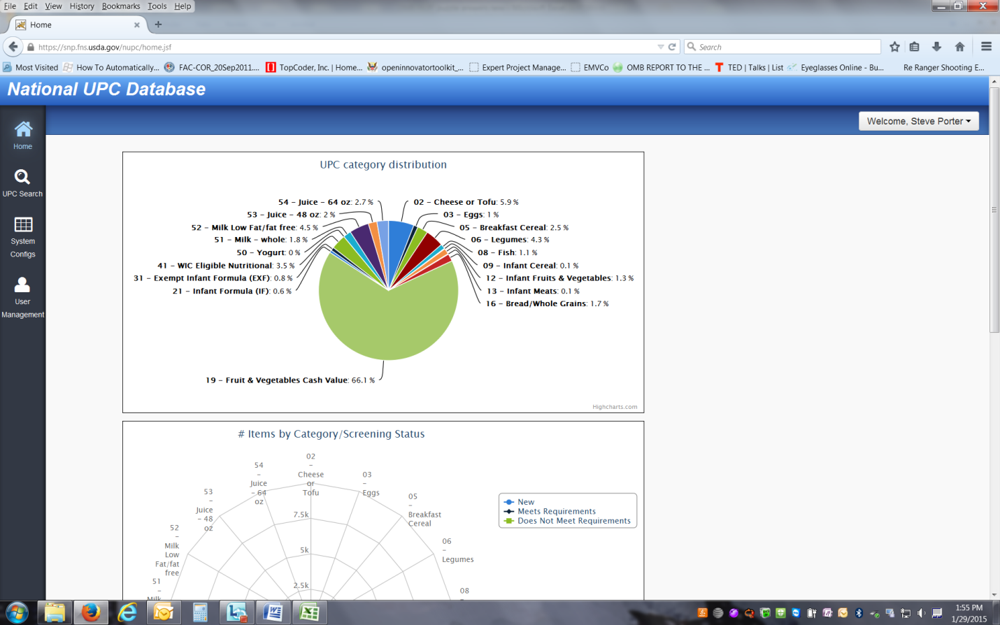 File Edit View History Bookmarks Tools Help
Home
https://snp.fns.usda.gov/nupc/home.jsf
Search
Most Visited
How To Automatically...
FAC-COR_20Sep2011....
TopCoder, Inc. | Home...
openinnovatortoolkit_...
Expert Project Manage...
EMVCo
OMB REPORT TO THE ...
TED | Talks | List
Eyeglasses Online - Bu...
Re Ranger Shooting E...
National UPC Database
Welcome, Steve Porter
Home
UPC Search
System
Configs
User
Management
UPC category distribution
54 - Juice - 64 oz: 2.7 %
02 - Cheese or Tofu: 5.9 %
53 - Juice - 48 oz: 2 %
03 - Eggs: 1 %
52 - Milk Low Fat/fat free: 4.5 %
05 - Breakfast Cereal: 2.5 %
51 - Milk - whole: 1.8 %
06 - Legumes: 4.3 %
50 - Yogurt: 0 %
08 - Fish: 1.1 %
41 - WIC Eligible Nutritional: 3.5 %
09 - Infant Cereal: 0.1 %
31 - Exempt Infant Formula (EXF): 0.8 %
12 - Infant Fruits & Vegetables: 1.3 %
21 - Infant Formula (IF): 0.6 %
13 - Infant Meats: 0.1 %
16 - Bread/Whole Grains: 1.7 %
19 - Fruit & Vegetables Cash Value: 66.1 %
Highcharts.com
# Items by Category/Screening Status
02
-
Cheese
or
Tofu
03
-
Eggs
05
-
Breakfast
Cereal
06
-
Legumes
08
-
54
-
Juice
- 64
oz
53
-
Juice
- 48
oz
52
-
Milk
Low
Fat/fat
free
51
-
Milk
7.5k
5k
2.5k
New
Meets Requirements
Does Not Meet Requirements
1:55 PM
1/29/2015